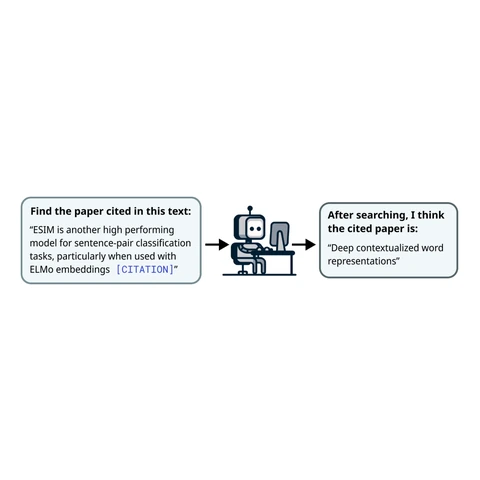 Find the paper cited in this text:
“ESIM is another high performing
model for sentence-pair classification
tasks, particularly when used with
ELMo embeddings [CITATION]”
After searching, I think
the cited paper is:
“Deep contextualized word
representations”